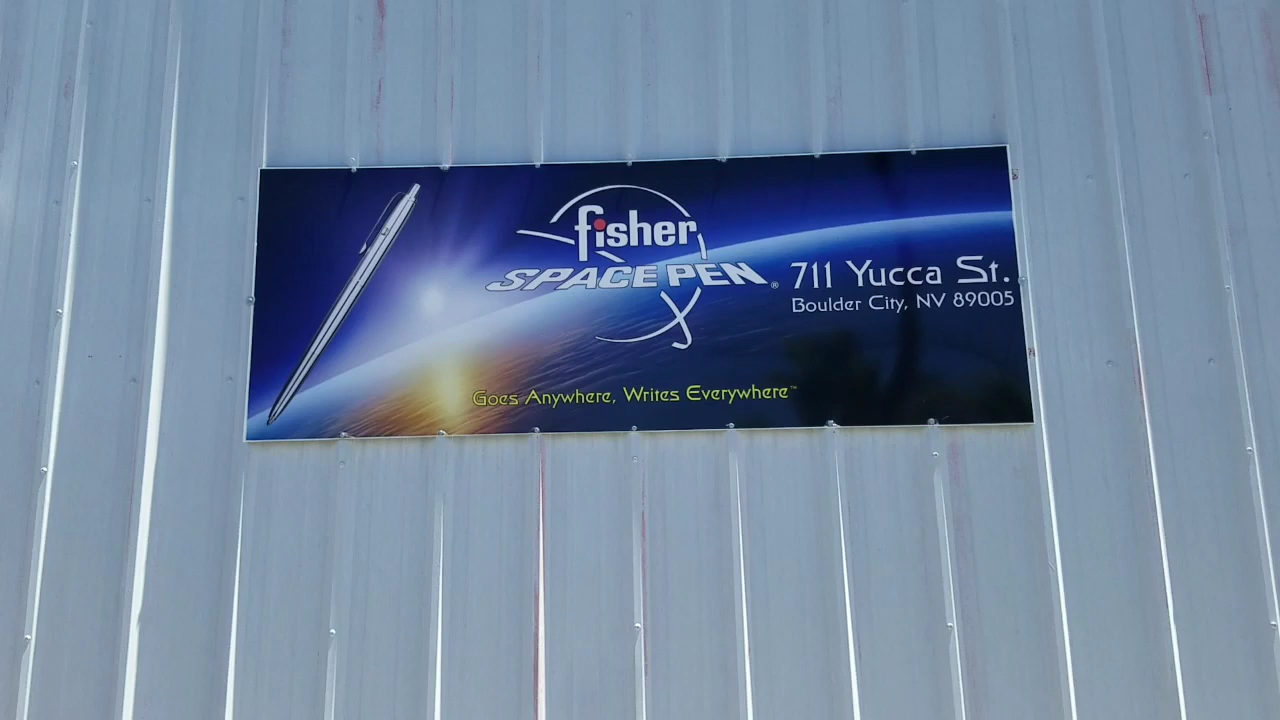 fisher
SPACE PEN®
711 Yucca St.
Boulder City, NV 89005
Goes Anywhere, Writes Everywhere™